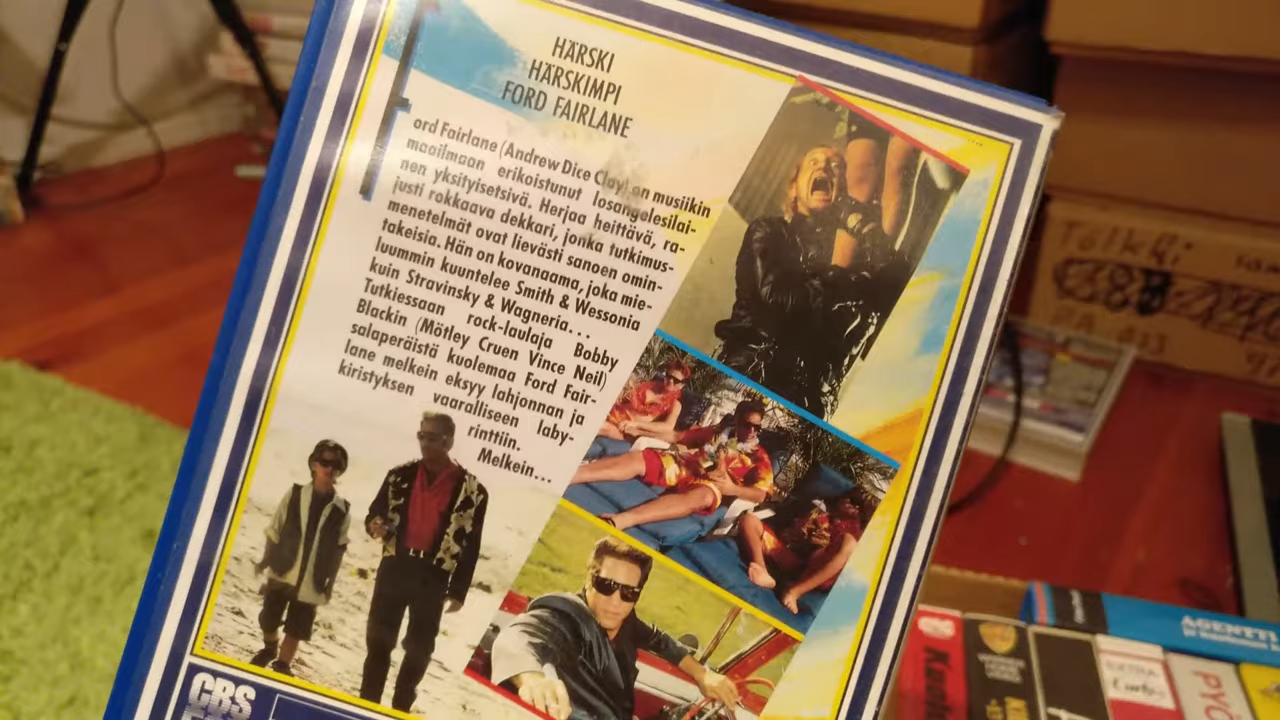 HÄRSKI
HÄRSKIMPI
FORD FAIRLANE
ord Fairlane (Andrew Dice Clay) on musiikin
maailmaan erikoistunut losangelesilai-
nen yksityisetsivä. Herjaa heittävä, ra-
justi rokkaava dekkari, jonka tutkimus-
menetelmät ovat lievästi sanoen omin-
takeisia. Hän on kovanaama, joka mie-
luummin kuuntelee Smith & Wessonia
kuin Stravinsky & Wagneria...
Tutkiessaan rock-laulaja Bobby
Blackin (Mötley Cruen Vince Neil)
salaperäistä kuolemaa Ford Fair-
lane melkein eksyy lahjonnan ja
kiristyksen vaaralliseen laby-
rinttiin.
Melkein...
CBS
AGENTTI